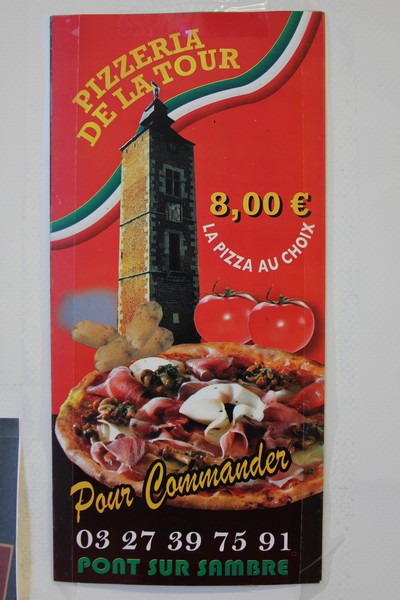 PIZZERIA
DE LA TOUR
8,00 €
LA PIZZA AU CHOIX
Pour Commander
03 27 39 75 91
PONT SUR SAMBRE